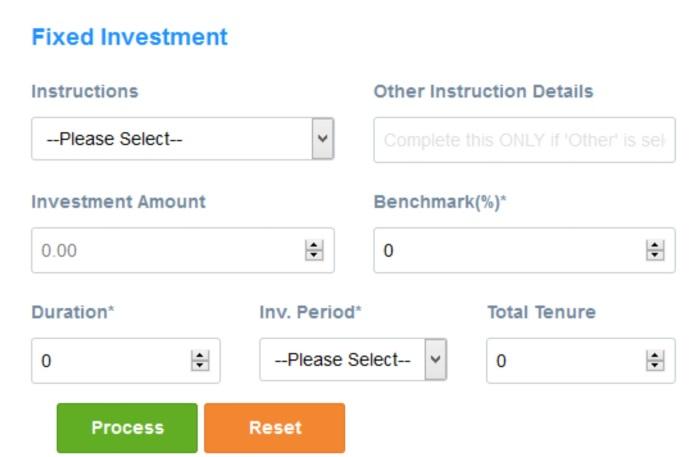 Fixed Investment
Instructions Other Instruction Details
--Please Select-- Complete this ONLY if 'Other' is sel
Investment Amount Benchmark(%)*
0.00 0
Duration* Inv. Period* Total Tenure
0 --Please Select-- 0
Process Reset